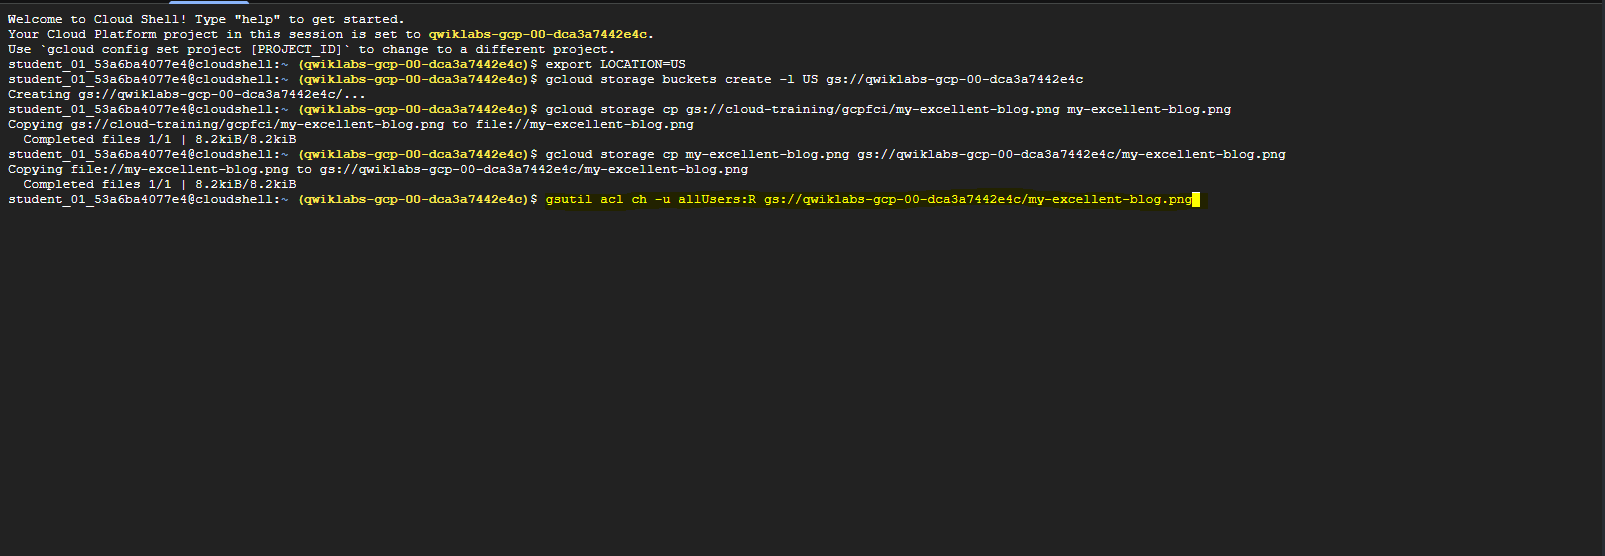 Welcome to Cloud Shell! Type "help" to get started.
Your Cloud Platform project in this session is set to qwiklabs-gcp-00-dca3a7442e4c.
Use `gcloud config set project [PROJECT_ID]` to change to a different project.
student_01_53a6ba4077e4@cloudshell:~ (qwiklabs-gcp-00-dca3a7442e4c)$ export LOCATION=US
student_01_53a6ba4077e4@cloudshell:~ (qwiklabs-gcp-00-dca3a7442e4c)$ gcloud storage buckets create -l US gs://qwiklabs-gcp-00-dca3a7442e4c
Creating gs://qwiklabs-gcp-00-dca3a7442e4c/...
student_01_53a6ba4077e4@cloudshell:~ (qwiklabs-gcp-00-dca3a7442e4c)$ gcloud storage cp gs://cloud-training/gcpfci/my-excellent-blog.png my-excellent-blog.png
Copying gs://cloud-training/gcpfci/my-excellent-blog.png to file://my-excellent-blog.png
  Completed files 1/1 | 8.2kiB/8.2kiB
student_01_53a6ba4077e4@cloudshell:~ (qwiklabs-gcp-00-dca3a7442e4c)$ gcloud storage cp my-excellent-blog.png gs://qwiklabs-gcp-00-dca3a7442e4c/my-excellent-blog.png
Copying file://my-excellent-blog.png to gs://qwiklabs-gcp-00-dca3a7442e4c/my-excellent-blog.png
  Completed files 1/1 | 8.2kiB/8.2kiB
student_01_53a6ba4077e4@cloudshell:~ (qwiklabs-gcp-00-dca3a7442e4c)$ gsutil acl ch -u allUsers:R gs://qwiklabs-gcp-00-dca3a7442e4c/my-excellent-blog.png